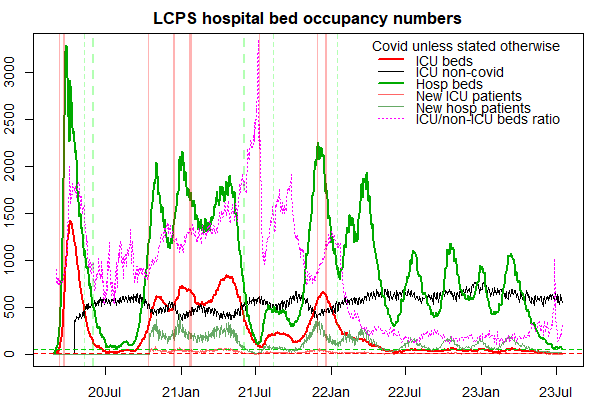 LCPS hospital bed occupancy numbers
Covid unless stated otherwise
ICU beds
ICU non-covid
Hosp beds
New ICU patients
New hosp patients
ICU/non-ICU beds ratio
3000
2500
2000
1500
1000
500
0
20Jul 21Jan 21Jul 22Jan 22Jul 23Jan 23Jul